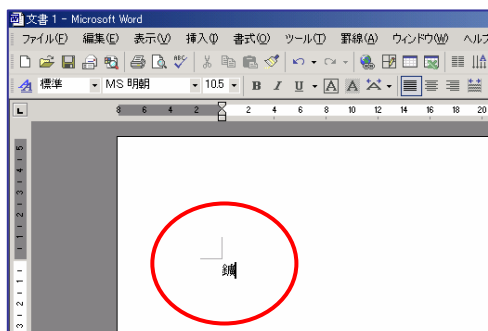 文書 1 - Microsoft Word
ファイル(F) 編集(E) 表示(V) 挿入(I) 書式(O) ツール(T) 罫線(A) ウィンドウ(W) ヘルプ
標準 MS 明朝 10.5 B I U A A
L 8 6 4 2 2 4 6 8 10 12 14 16 18 20